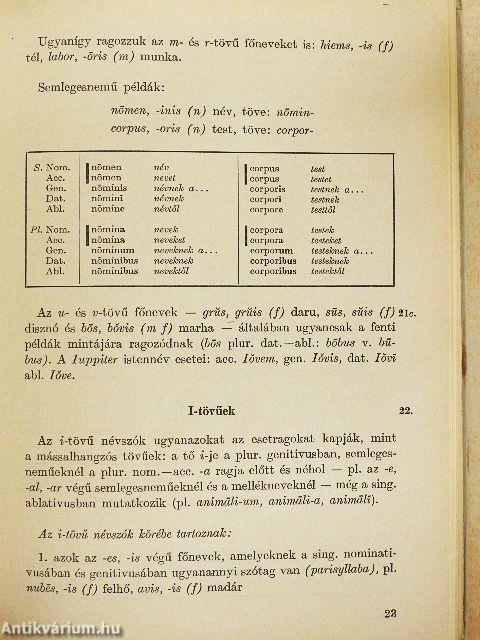 Ugyanígy ragozzuk az m- és r-tövű főneveket is: hiems, -is (f)
tél, labor, -ōris (m) munka.
Semlegesnemű példák:
nōmen, -inis (n) név, töve: nōmin-
corpus, -oris (n) test, töve: corpor-
S. Nom. nōmen név corpus test
Acc. nōmen nevet corpus testet
Gen. nōminis névnek a... corporis testnek a...
Dat. nōminī névnek corporī testnek
Abl. nōmine névtől corpore testtől
Pl. Nom. nōmina nevek corpora testek
Acc. nōmina neveket corpora testeket
Gen. nōminum neveknek a... corporum testeknek a...
Dat. nōminibus neveknek corporibus testeknek
Abl. nōminibus nevektől corporibus testektől
Az u- és v-tövű főnevek — grūs, grŭis (f) daru, sūs, sŭis (f) 21c.
disznó és bōs, bŏvis (m f) marha — általában ugyancsak a fenti
példák mintájára ragozódnak (bōs plur. dat.—abl.: bōbus v. bū-
bus). A Iuppiter istennév esetei: acc. Iŏvem, gen. Iŏvis, dat. Iŏvī
abl. Iŏve.
I-tövűek 22.
Az i-tövű névszók ugyanazokat az esetragokat kapják, mint
a mássalhangzós tövűek: a tő i-je a plur. genitivusban, semleges-
neműeknél a plur. nom.—acc. -a ragja előtt és néhol — pl. az -e,
-al, -ar végű semlegesneműeknél és a mellékneveknél — még a sing.
ablativusban mutatkozik (pl. animāli-um, animāli-a, animālī).
Az i-tövű névszók körébe tartoznak:
1. azok az -es, -is végű főnevek, amelyeknek a sing. nominati-
vusában és genitivusában ugyanannyi szótag van (parisyllaba), pl.
nubēs, -is (f) felhő, avis, -is (f) madár
23
Antikvárium.hu